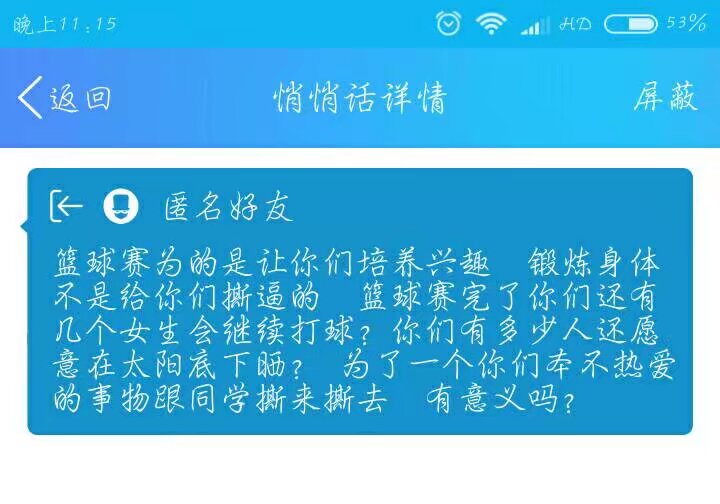 晚上11:15
HD
53%
返回
悄悄话详情
屏蔽
匿名好友
篮球赛为的是让你们培养兴趣 锻炼身体
不是给你们撕逼的 篮球赛完了你们还有
几个女生会继续打球?你们有多少人还愿
意在太阳底下晒? 为了一个你们本不热爱
的事物跟同学撕来撕去 有意义吗?